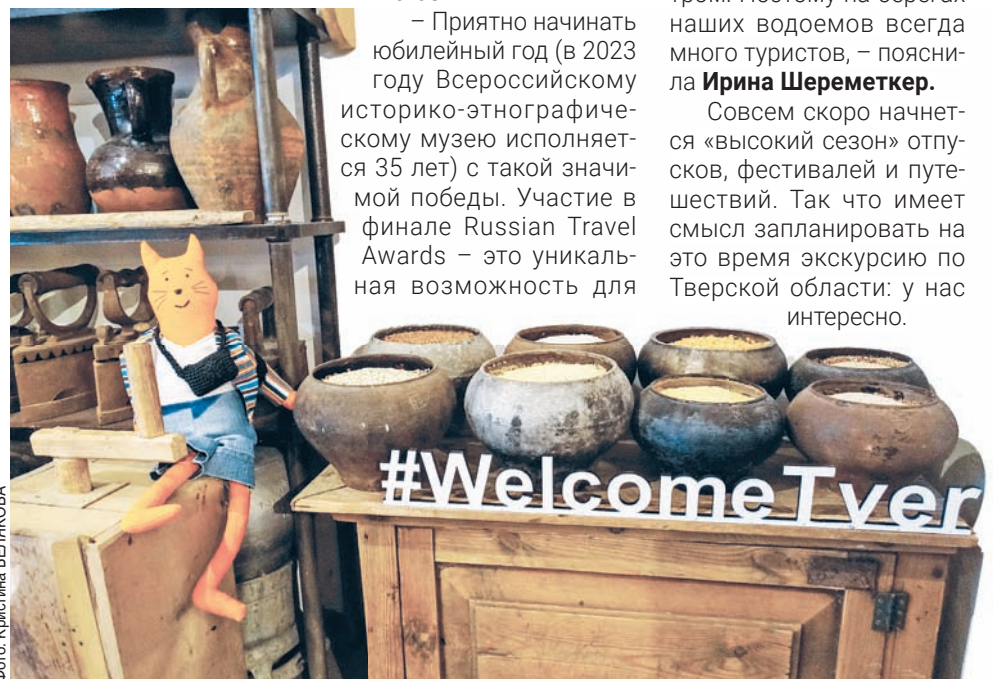 – Приятно начинать
юбилейный год (в 2023
году Всероссийскому
историко-этнографиче-
скому музею исполняет-
ся 35 лет) с такой значи-
мой победы. Участие в
финале Russian Travel
Awards – это уникаль-
ная возможность для
наших водоемов всегда
много туристов, – поясни-
ла Ирина Шереметкер.
Совсем скоро начнет-
ся «высокий сезон» отпу-
сков, фестивалей и путе-
шествий. Так что имеет
смысл запланировать на
это время экскурсию по
Тверской области: у нас
интересно.
#WelcomeTver
Фото: Кристина БЕЛЯКОВА